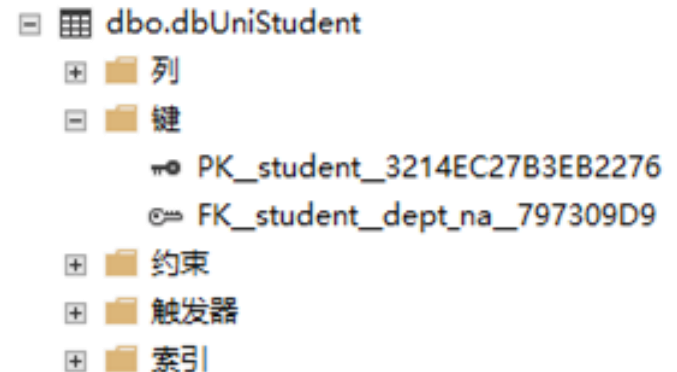 dbo.dbUniStudent
列
键
PK__student__3214EC27B3EB2276
FK__student__dept_na__797309D9
约束
触发器
索引